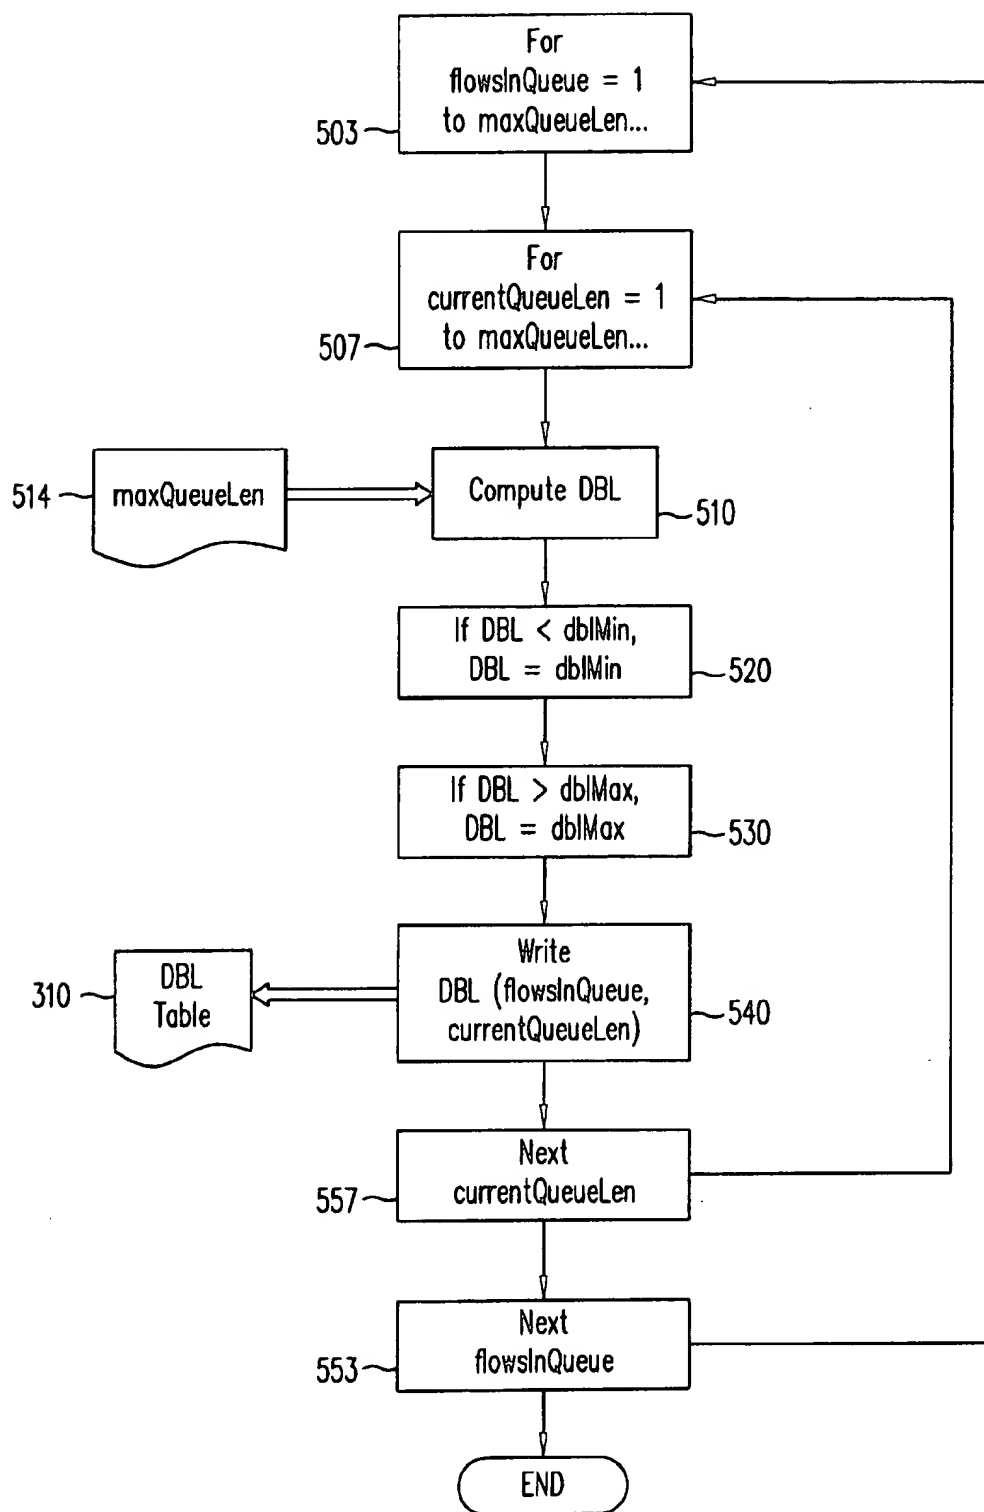 For
flowsInQueue = 1
to maxQueueLen...
503
For
currentQueueLen = 1
to maxQueueLen...
507
514
maxQueueLen
Compute DBL
510
If DBL < dblMin,
DBL = dblMin
520
If DBL > dblMax,
DBL = dblMax
530
310
DBL
Table
Write
DBL (flowsInQueue,
currentQueueLen)
540
Next
currentQueueLen
557
Next
flowsInQueue
553
END